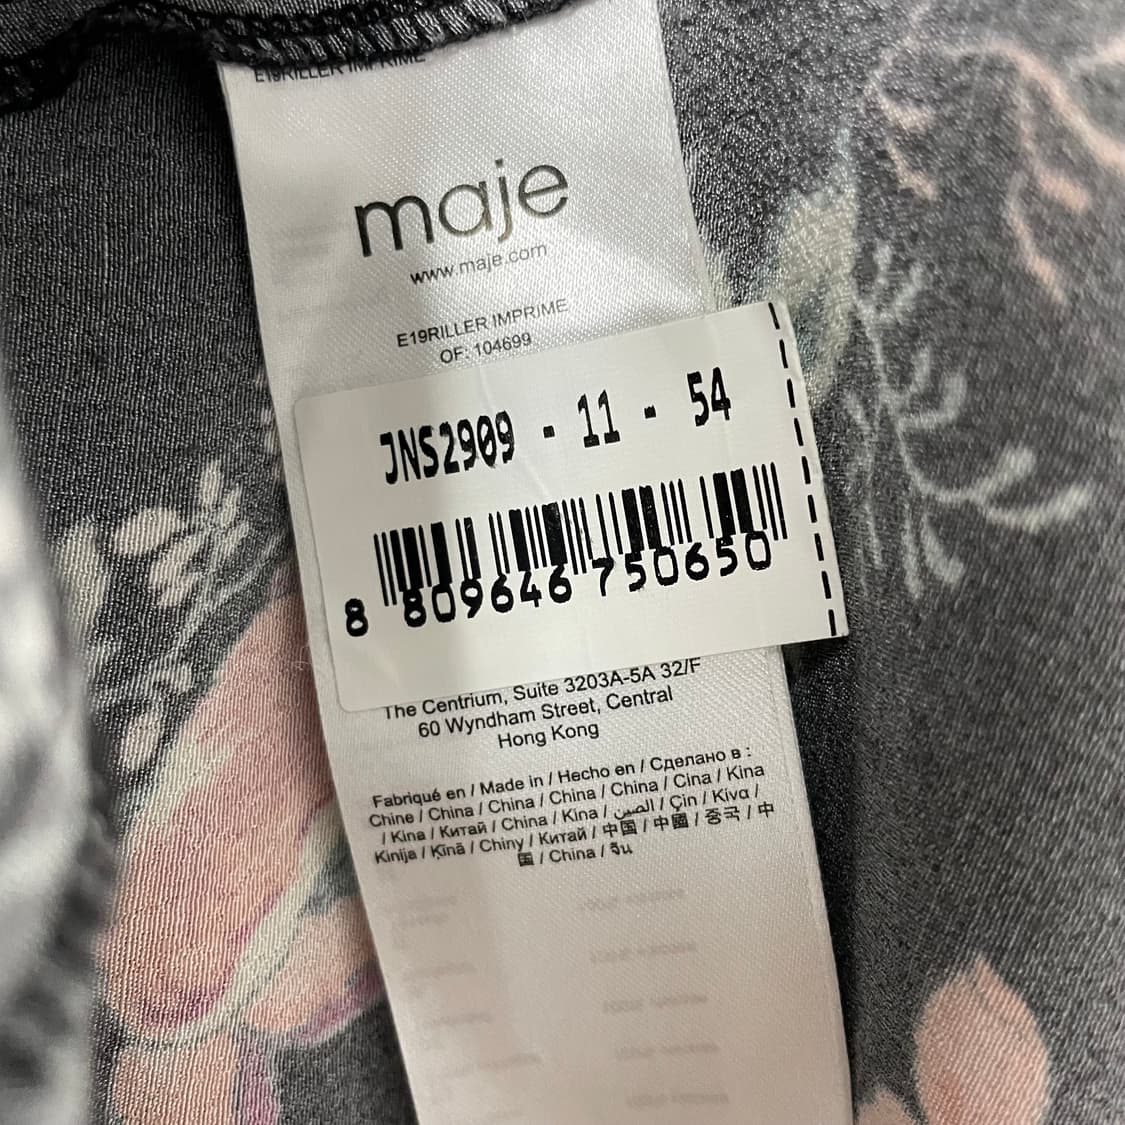 E19RILLER IMPRIME
maje
www.maje.com
E19RILLER IMPRIME
OF: 104699
JNS2909 - 11 - 54
8 809646 750650
The Centrium, Suite 3203A-5A 32/F
60 Wyndham Street, Central
Hong Kong
Fabriqué en / Made in / Hecho en / Сделано в :
Chine / China / China / China / China / Cina / Kina
/ Kina / Китай / China / Kina / الصين / Çin / Κίνα /
Kinija / Ķīnā / Chiny / Китай / 中国 / 中國 / 중국 / 中
国 / China / จีน